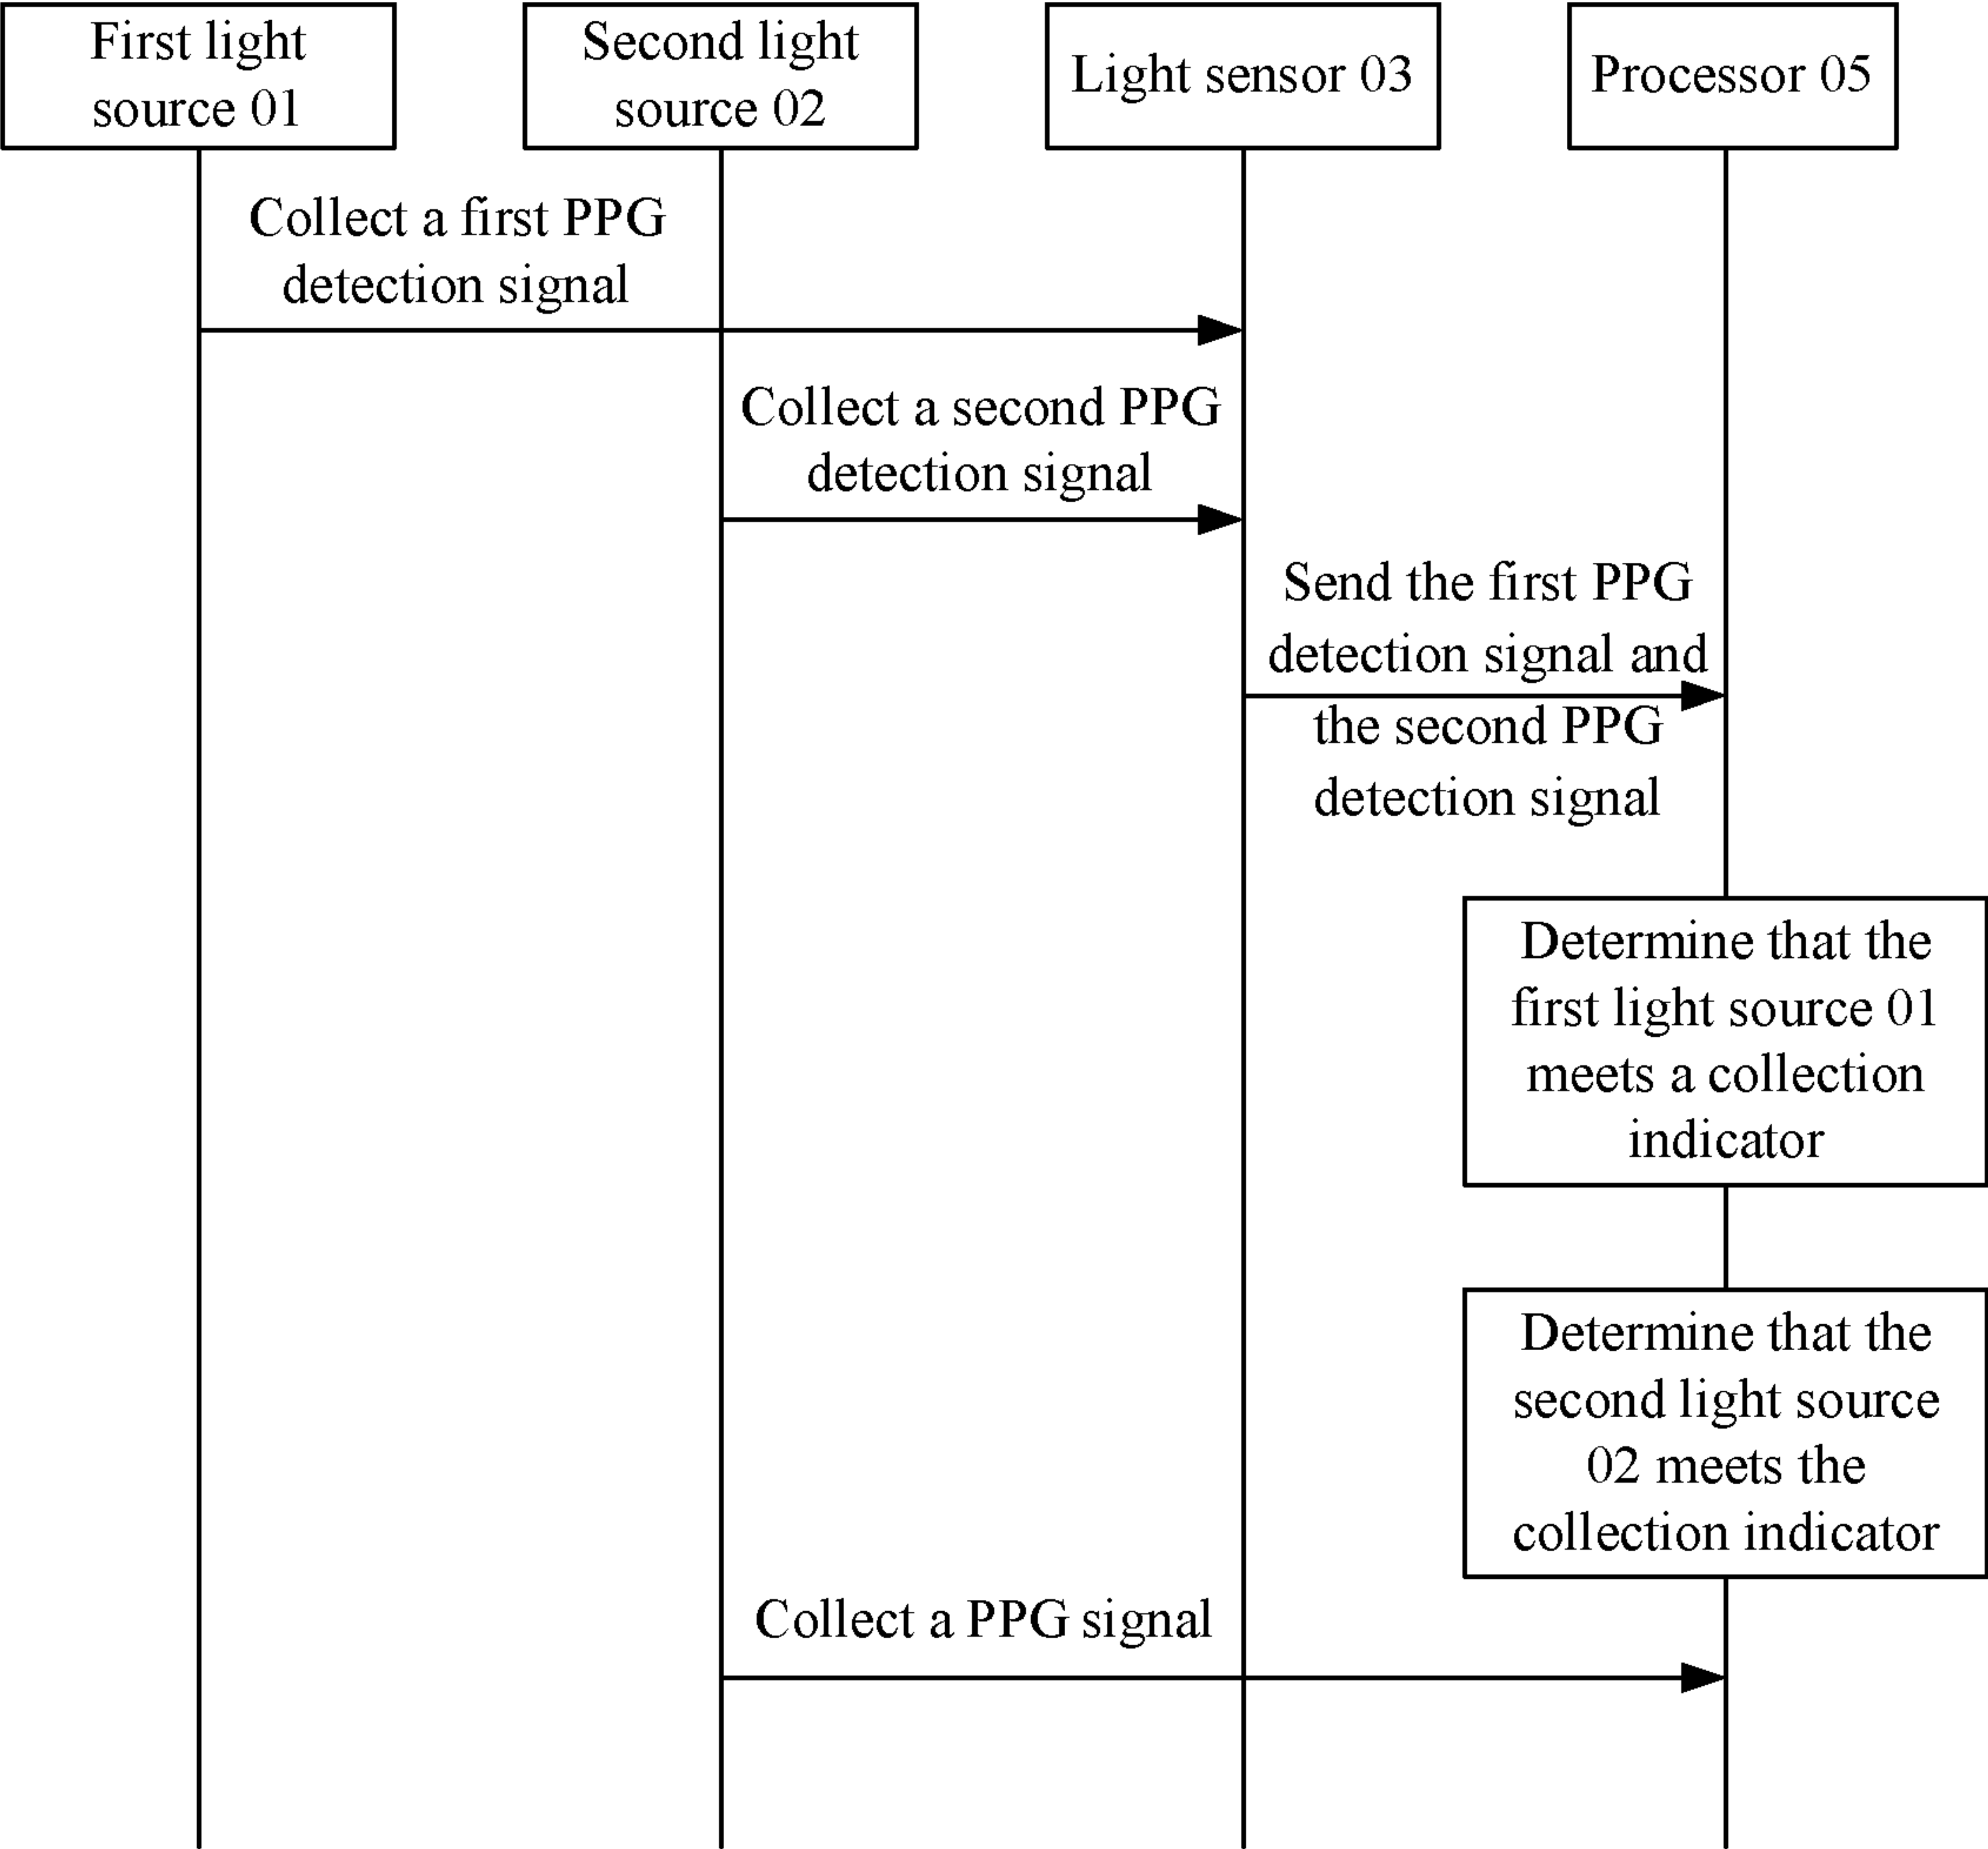 First light
source 01
Second light
source 02
Light sensor 03
Processor 05
Collect a first PPG
detection signal
Collect a second PPG
detection signal
Send the first PPG
detection signal and
the second PPG
detection signal
Determine that the
first light source 01
meets a collection
indicator
Determine that the
second light source
02 meets the
collection indicator
Collect a PPG signal